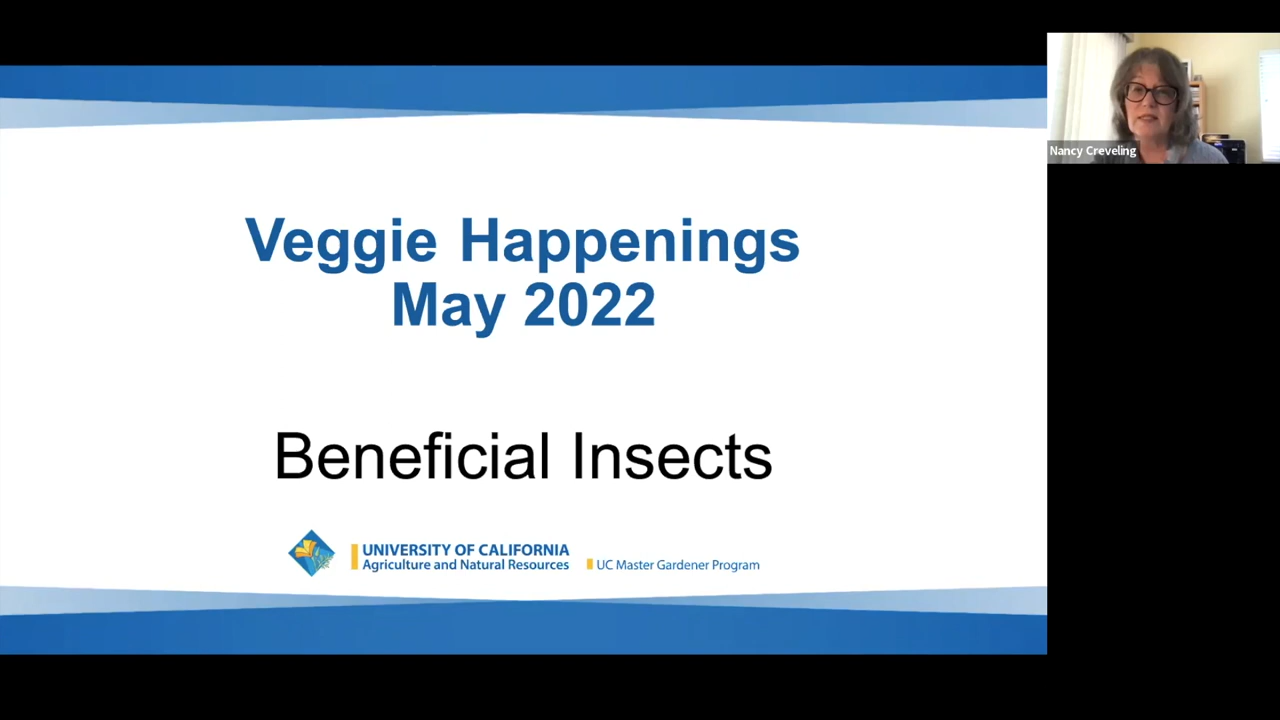 Veggie Happenings
May 2022
Beneficial Insects
UNIVERSITY OF CALIFORNIA
Agriculture and Natural Resources
UC Master Gardener Program
Nancy Creveling